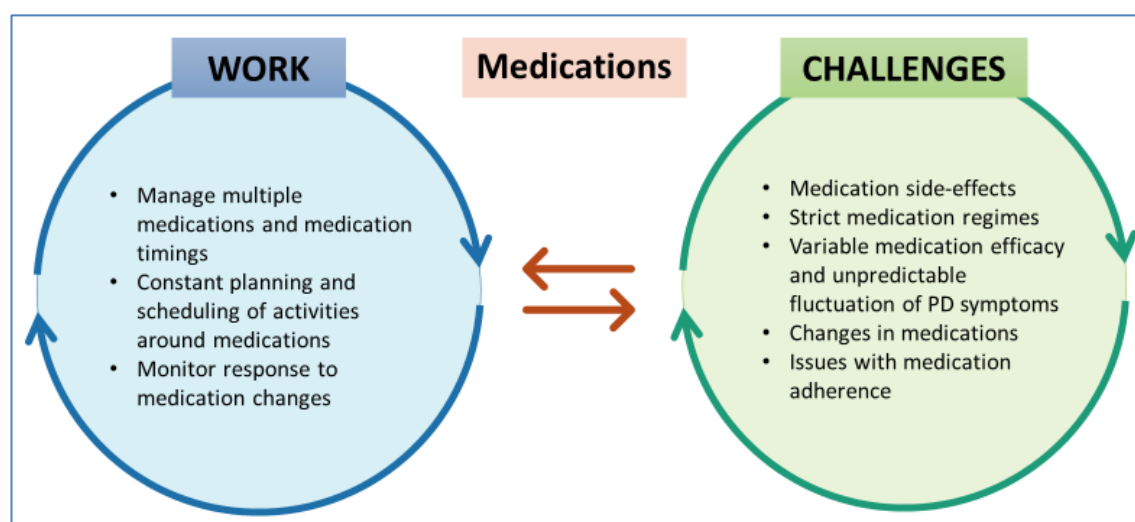 WORK
Medications
CHALLENGES
• Manage multiple
medications and medication
timings
• Constant planning and
scheduling of activities
around medications
• Monitor response to
medication changes
• Medication side-effects
• Strict medication regimes
• Variable medication efficacy
and unpredictable
fluctuation of PD symptoms
• Changes in medications
• Issues with medication
adherence